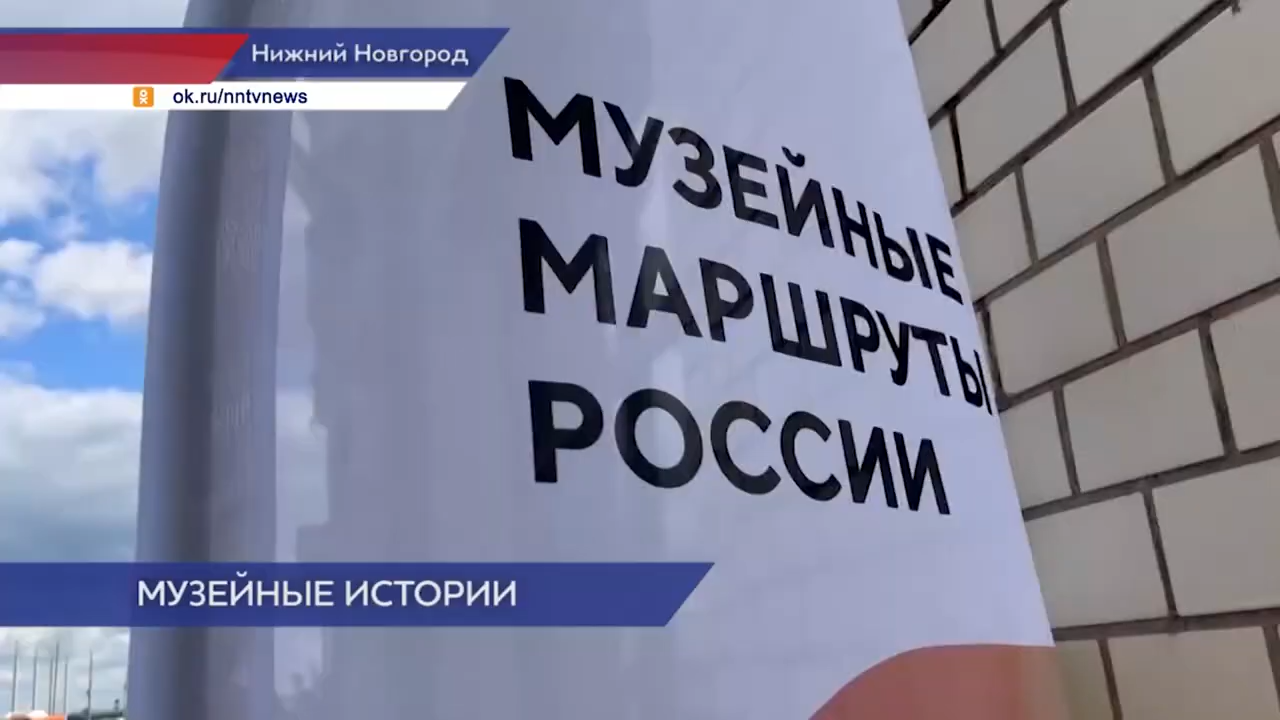 Нижний Новгород
ok.ru/nntvnews
МУЗЕЙНЫЕ
МАРШРУТЫ
РОССИИ
МУЗЕЙНЫЕ ИСТОРИИ